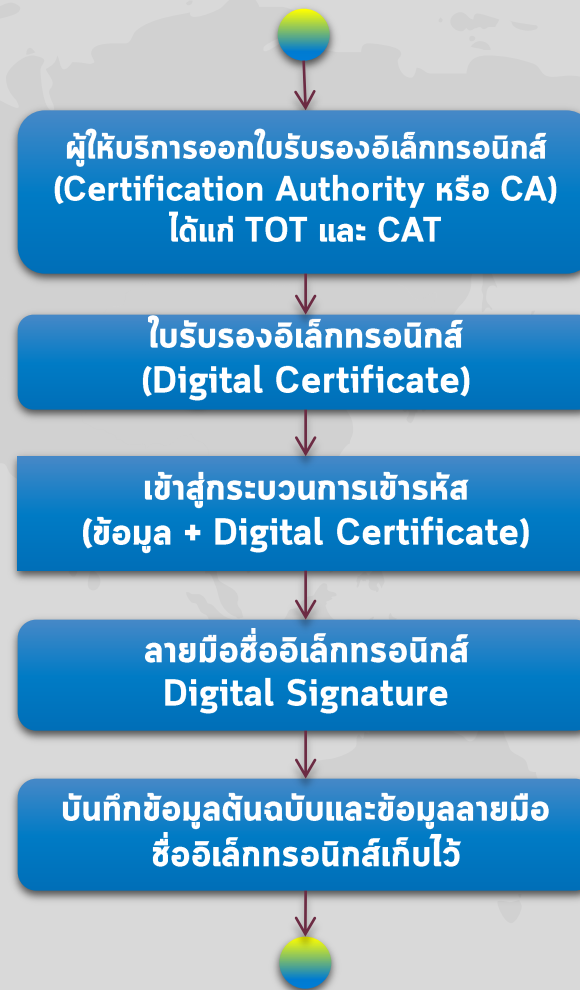 ผู้ให้บริการออกใบรับรองอิเล็กทรอนิกส์
(Certification Authority หรือ CA)
ได้แก่ TOT และ CAT
ใบรับรองอิเล็กทรอนิกส์
(Digital Certificate)
เข้าสู่กระบวนการเข้ารหัส
(ข้อมูล + Digital Certificate)
ลายมือชื่ออิเล็กทรอนิกส์
Digital Signature
บันทึกข้อมูลต้นฉบับและข้อมูลลายมือ
ชื่ออิเล็กทรอนิกส์เก็บไว้